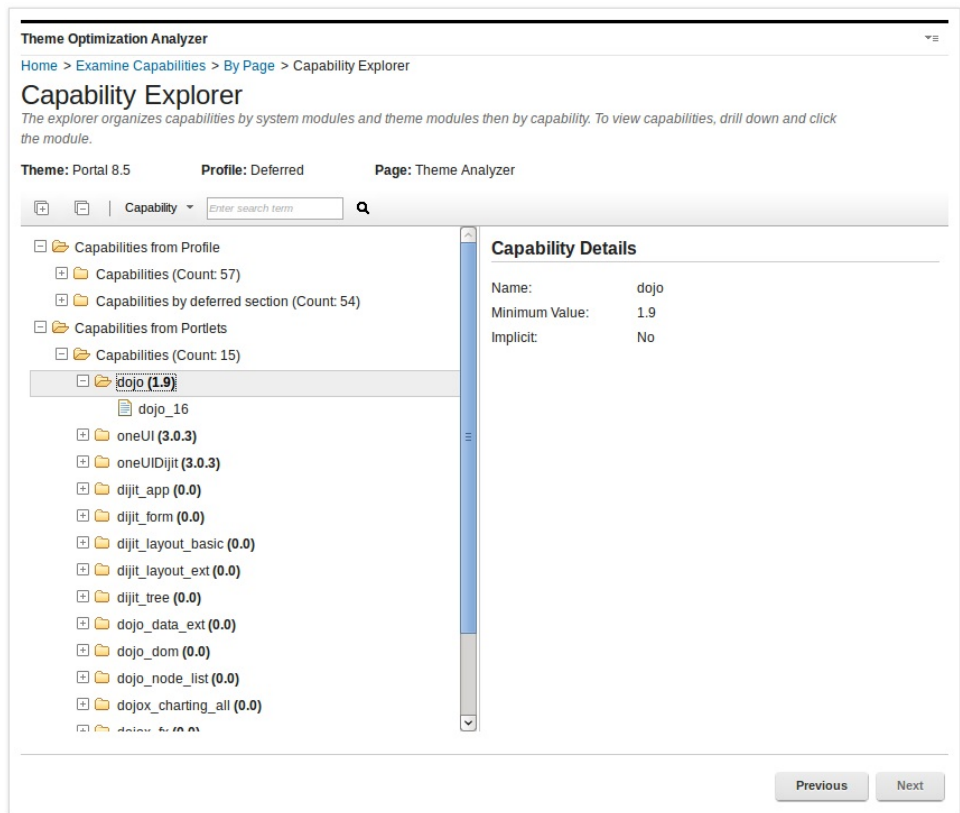 Theme Optimization Analyzer
Home > Examine Capabilities > By Page > Capability Explorer
Capability Explorer
The explorer organizes capabilities by system modules and theme modules then by capability. To view capabilities, drill down and click
the module.
Theme: Portal 8.5 Profile: Deferred Page: Theme Analyzer
Capability Enter search term
Capabilities from Profile
Capabilities (Count: 57)
Capabilities by deferred section (Count: 54)
Capabilities from Portlets
Capabilities (Count: 15)
dojo (1.9)
dojo_16
oneUI (3.0.3)
oneUIDijit (3.0.3)
dijit_app (0.0)
dijit_form (0.0)
dijit_layout_basic (0.0)
dijit_layout_ext (0.0)
dijit_tree (0.0)
dojo_data_ext (0.0)
dojo_dom (0.0)
dojo_node_list (0.0)
dojox_charting_all (0.0)
dojox_fx (0.0)
Capability Details
Name: dojo
Minimum Value: 1.9
Implicit: No
Previous Next